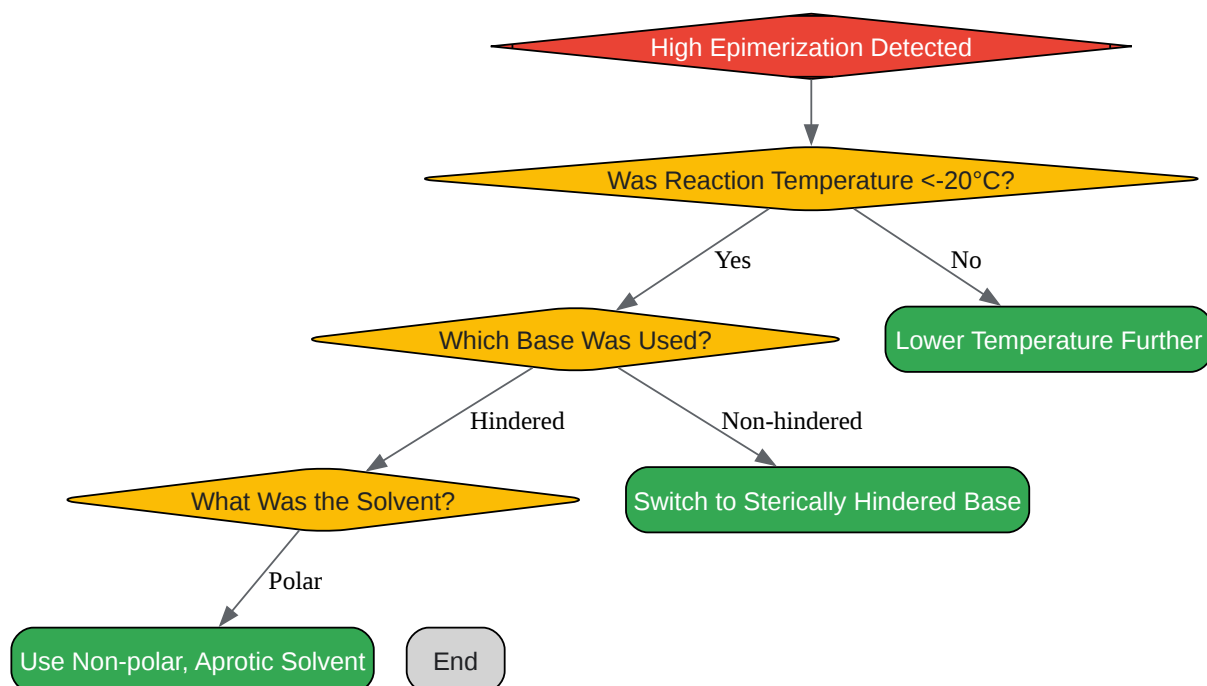 High Epimerization Detected
Was Reaction Temperature <-20°C?
Yes
No
Which Base Was Used?
Lower Temperature Further
Hindered
Non-hindered
What Was the Solvent?
Switch to Sterically Hindered Base
Polar
Use Non-polar, Aprotic Solvent
End